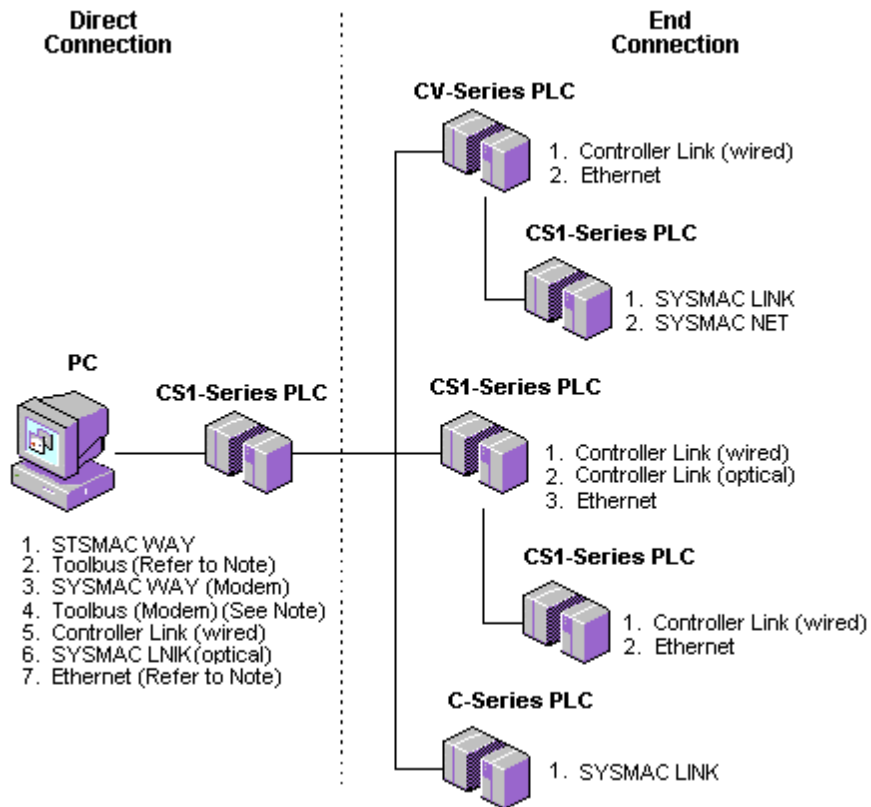 Direct
Connection
End
Connection
CV-Series PLC
1. Controller Link (wired)
2. Ethernet
CS1-Series PLC
1. SYSMAC LINK
2. SYSMAC NET
PC
CS1-Series PLC
1. STSMAC WAY
2. Toolbus (Refer to Note)
3. SYSMAC WAY (Modem)
4. Toolbus (Modem) (See Note)
5. Controller Link (wired)
6. SYSMAC LNIK (optical)
7. Ethernet (Refer to Note)
CS1-Series PLC
1. Controller Link (wired)
2. Controller Link (optical)
3. Ethernet
CS1-Series PLC
1. Controller Link (wired)
2. Ethernet
C-Series PLC
1. SYSMAC LINK